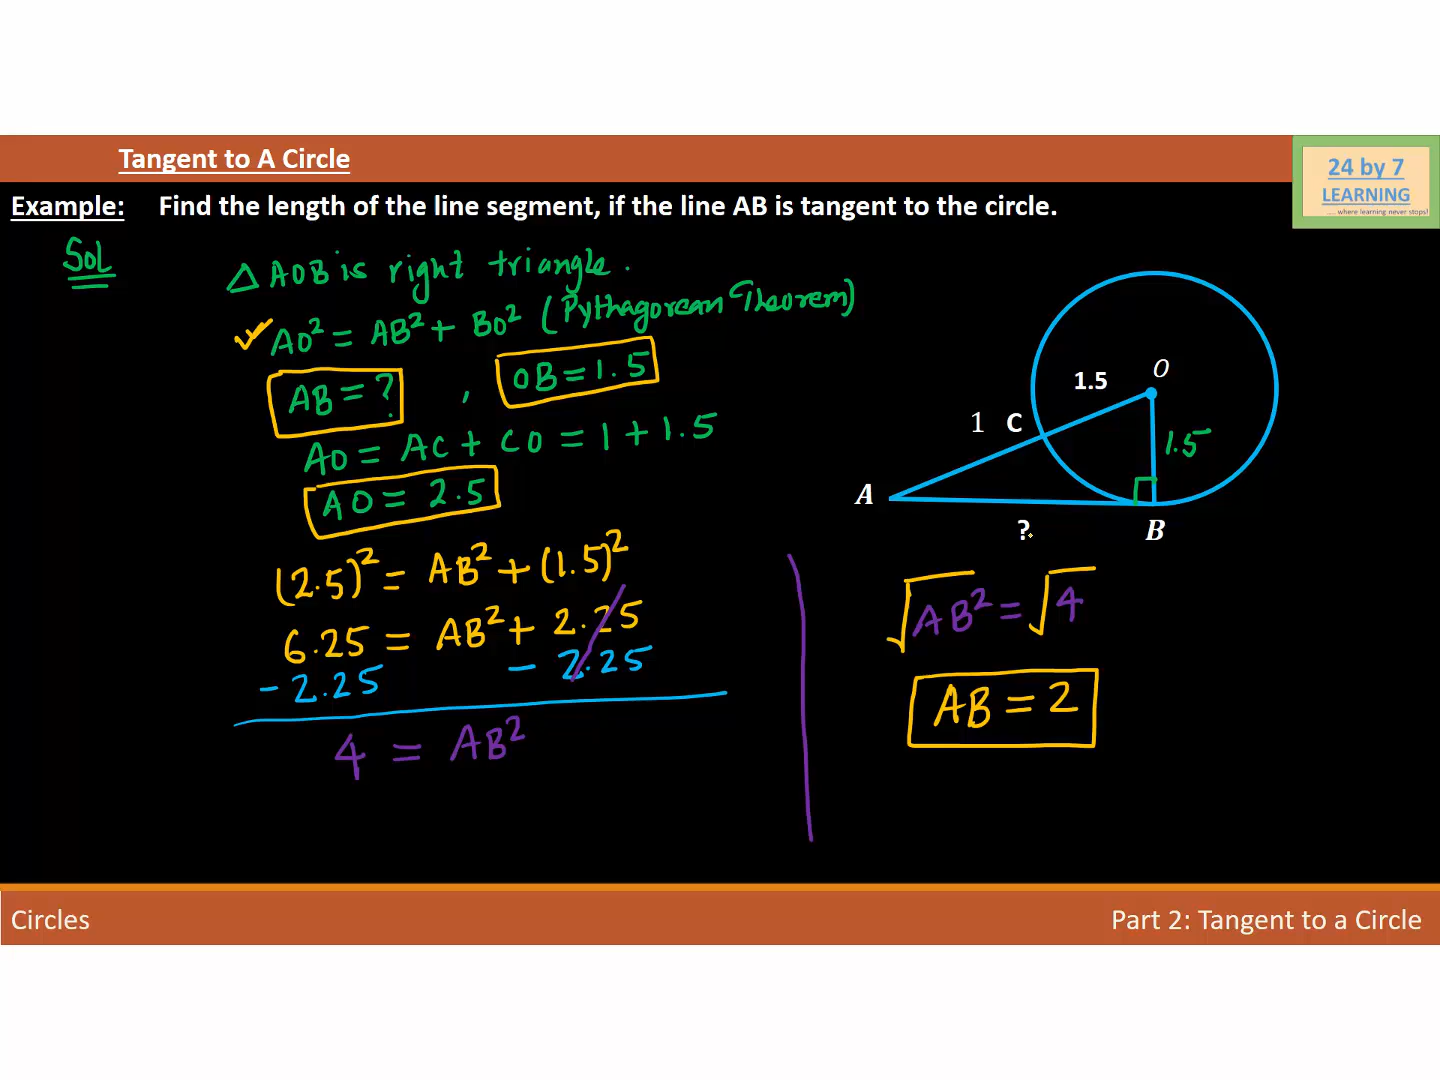 Tangent to A Circle
24 by 7
LEARNING
.... where learning never stops!
Example: Find the length of the line segment, if the line AB is tangent to the circle.
Sol
△ AOB is right triangle.
AO² = AB² + BO² (Pythagorean Theorem)
AB = ? , OB = 1.5
AO = AC + CO = 1 + 1.5
AO = 2.5
(2.5)² = AB² + (1.5)²
6.25 = AB² + 2.25
- 2.25 - 2.25
4 = AB²
O
1.5
1 C
1.5
A
?
B
√AB² = √4
AB = 2
Circles
Part 2: Tangent to a Circle